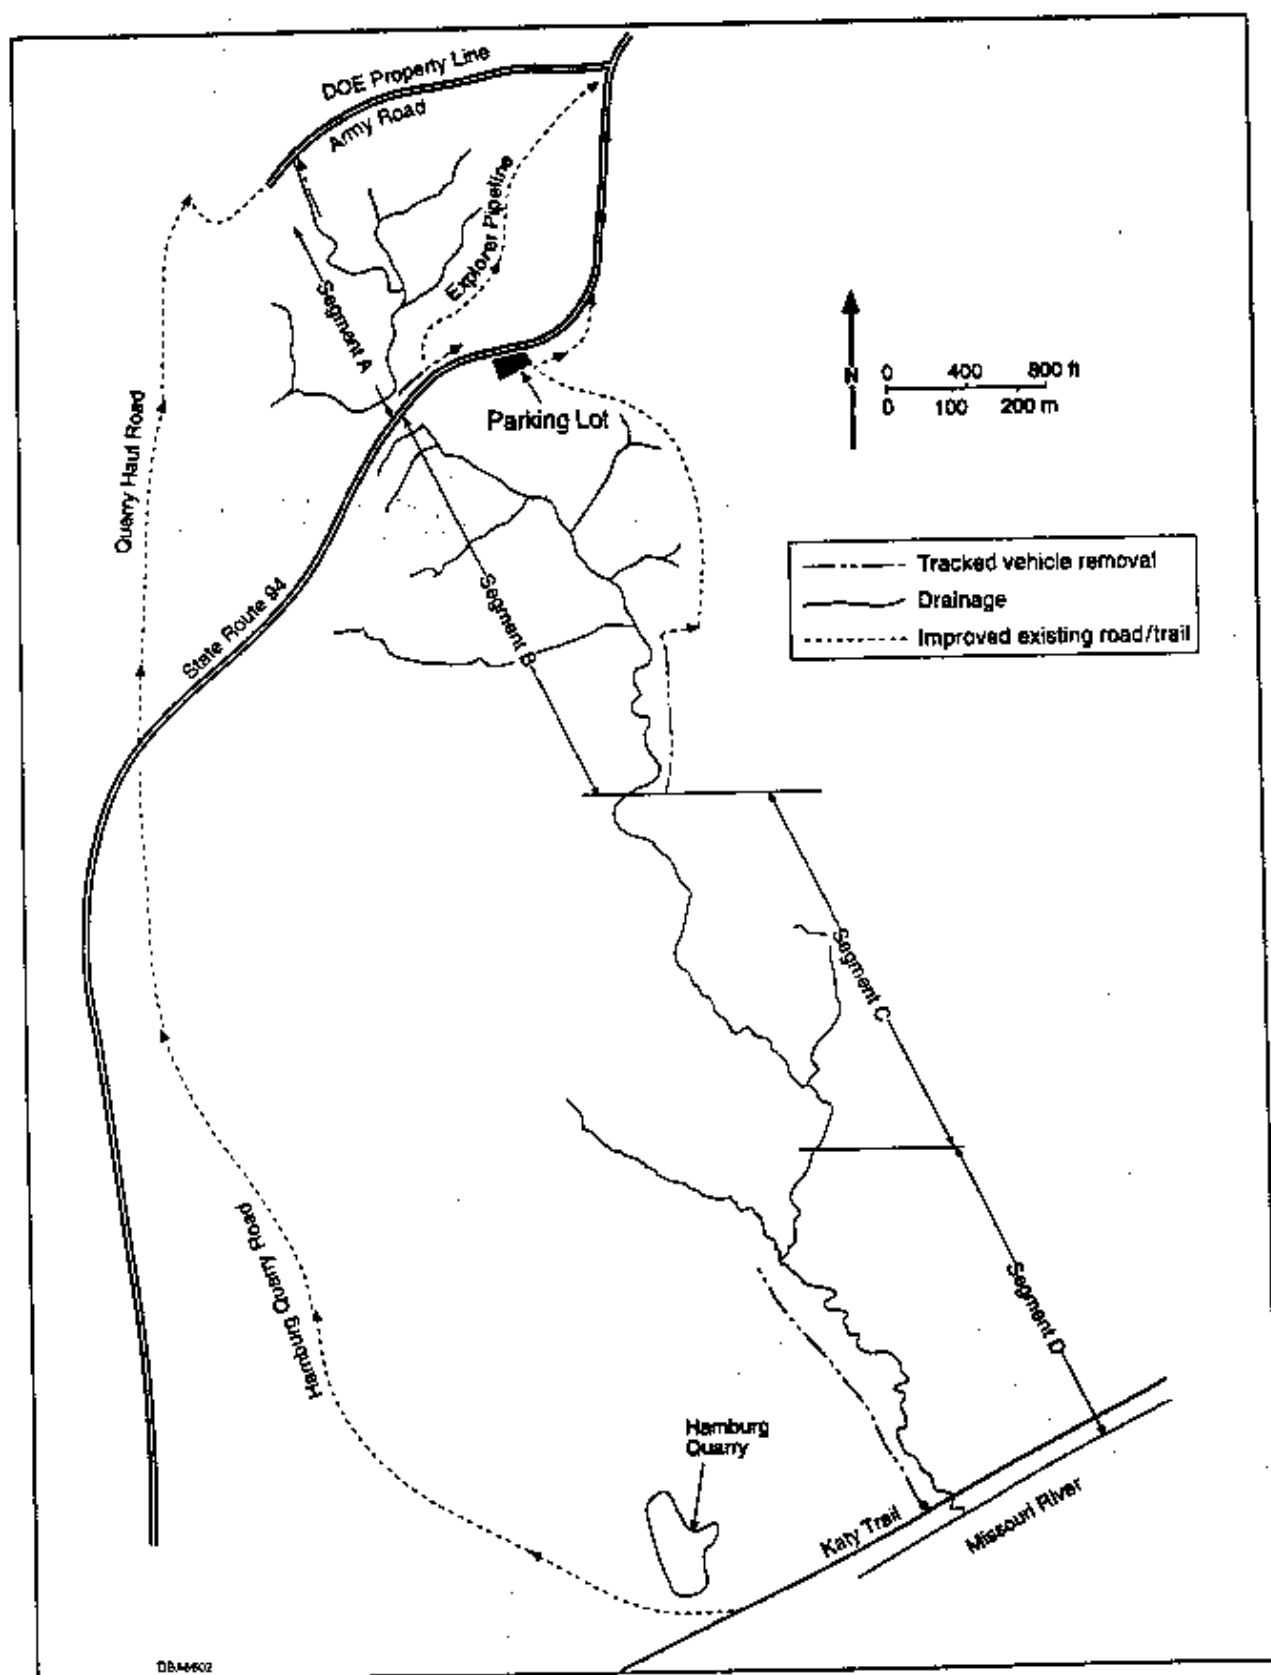 DOE Property Line
Army Road
Explorer Pipeline
Segment A
Parking Lot
N
0 400 800 ft
0 100 200 m
Quarry Haul Road
State Route 94
Segment B
Tracked vehicle removal
Drainage
Improved existing road/trail
Segment C
Hamburg Quarry Road
Segment D
Hamburg
Quarry
Katy Trail
Missouri River